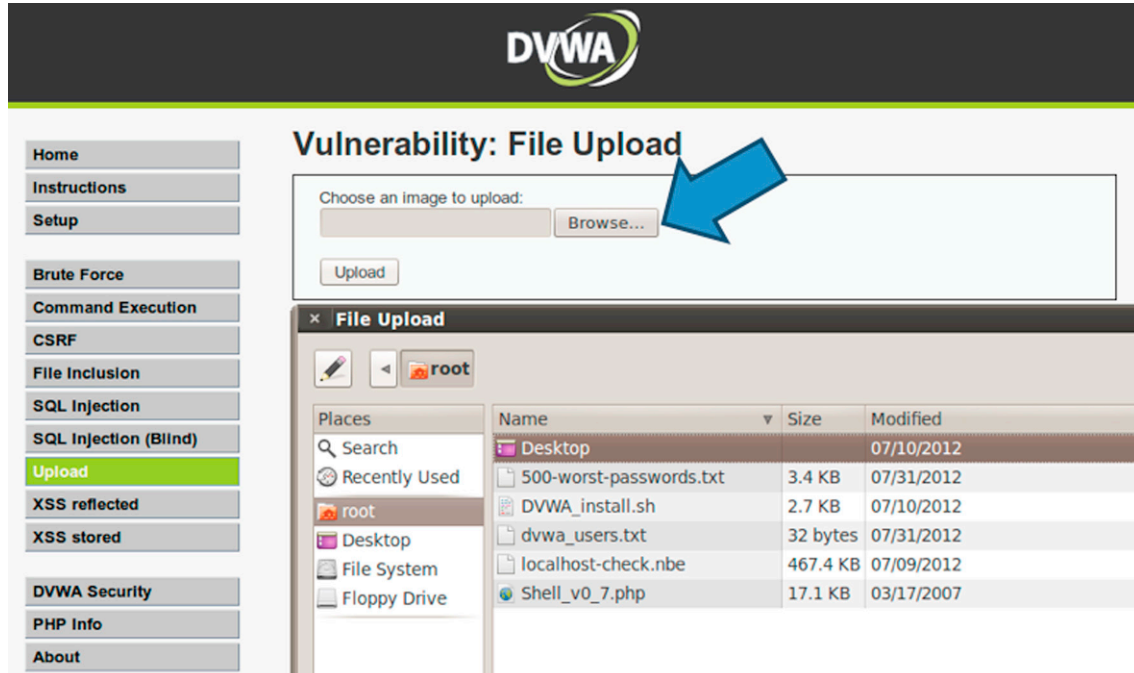 DVWA
Vulnerability: File Upload
Home
Instructions
Setup
Brute Force
Command Execution
CSRF
File Inclusion
SQL Injection
SQL Injection (Blind)
Upload
XSS reflected
XSS stored
DVWA Security
PHP Info
About
Choose an image to upload:
Browse...
Upload
× File Upload
root
Places
Search
Recently Used
root
Desktop
File System
Floppy Drive
Name Size Modified
Desktop 07/10/2012
500-worst-passwords.txt 3.4 KB 07/31/2012
DVWA_install.sh 2.7 KB 07/10/2012
dvwa_users.txt 32 bytes 07/31/2012
localhost-check.nbe 467.4 KB 07/09/2012
Shell_v0_7.php 17.1 KB 03/17/2007